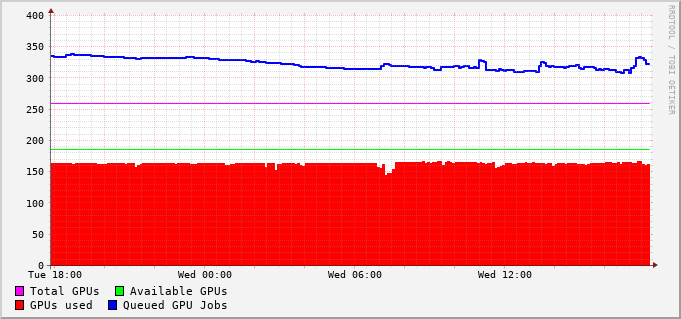 RRDTOOL / TOBI OETIKER
400
350
300
250
200
150
100
50
0
Tue 18:00 Wed 00:00 Wed 06:00 Wed 12:00
Total GPUs Available GPUs
GPUs used Queued GPU Jobs